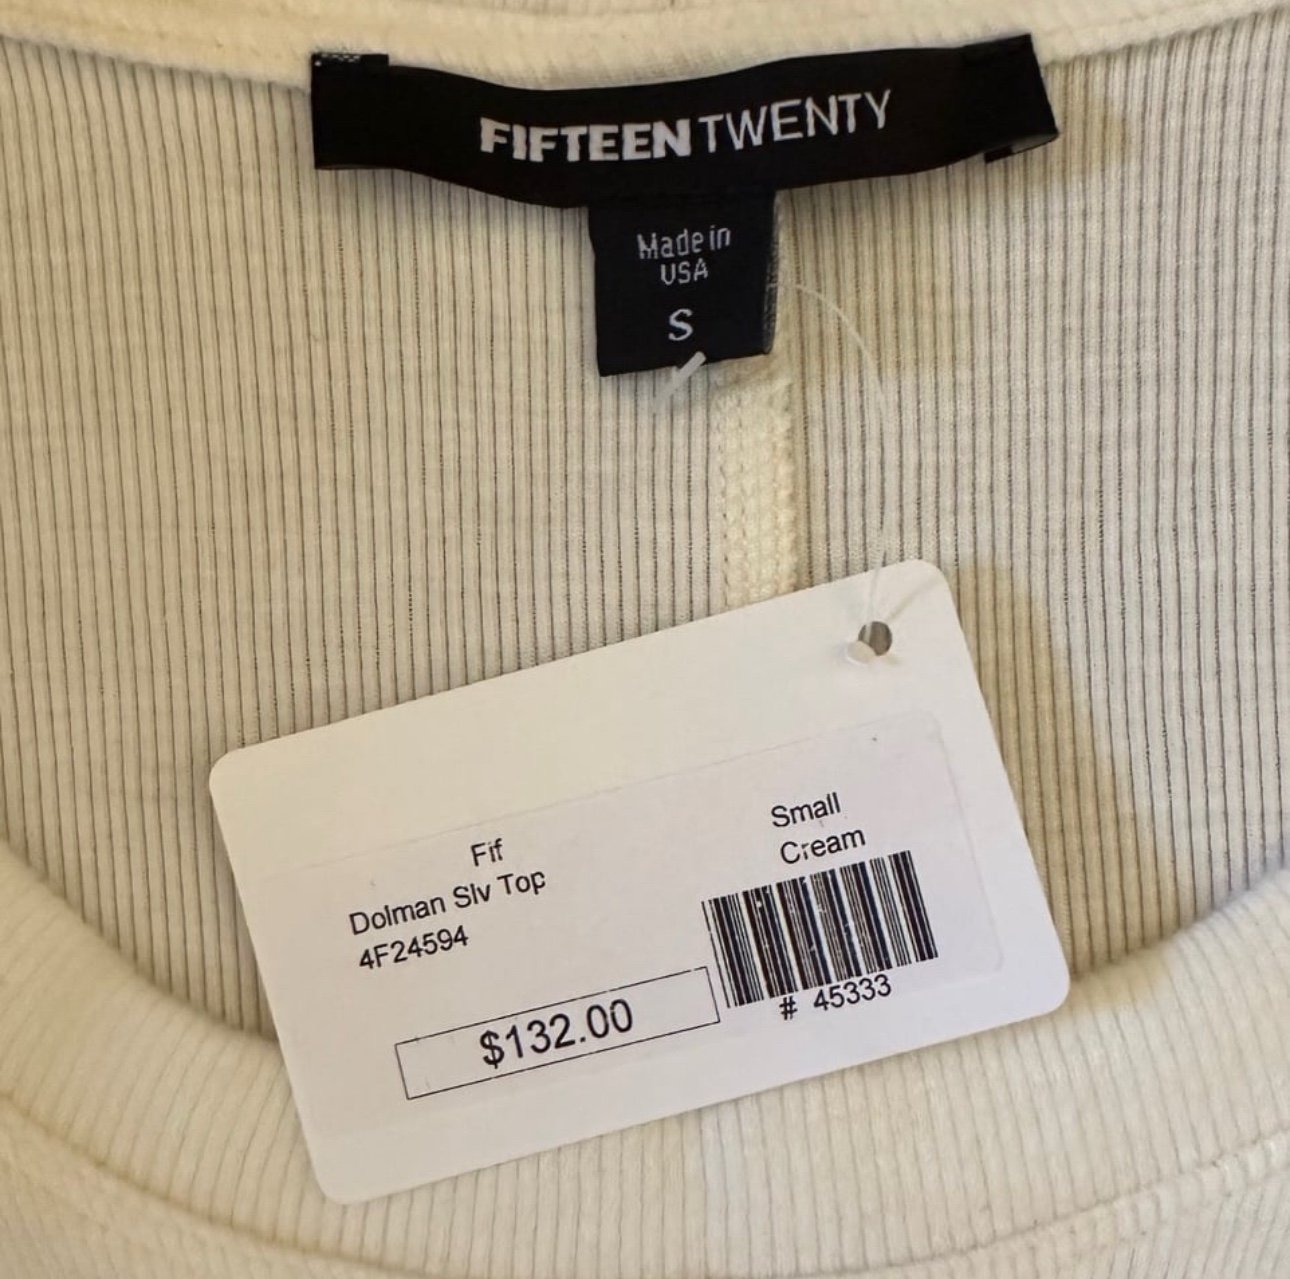 FIFTEEN TWENTY
Made in
USA
S
Fif
Dolman Slv Top
4F24594
$132.00
Small
Cream
# 45333